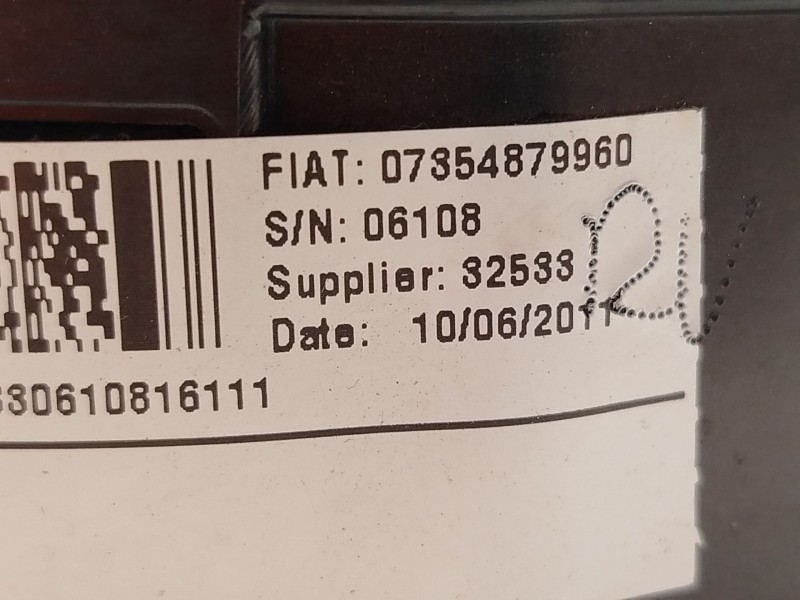 FIAT: 07354879960
S/N: 06108
Supplier: 32533
Date: 10/06/2011
30610816111